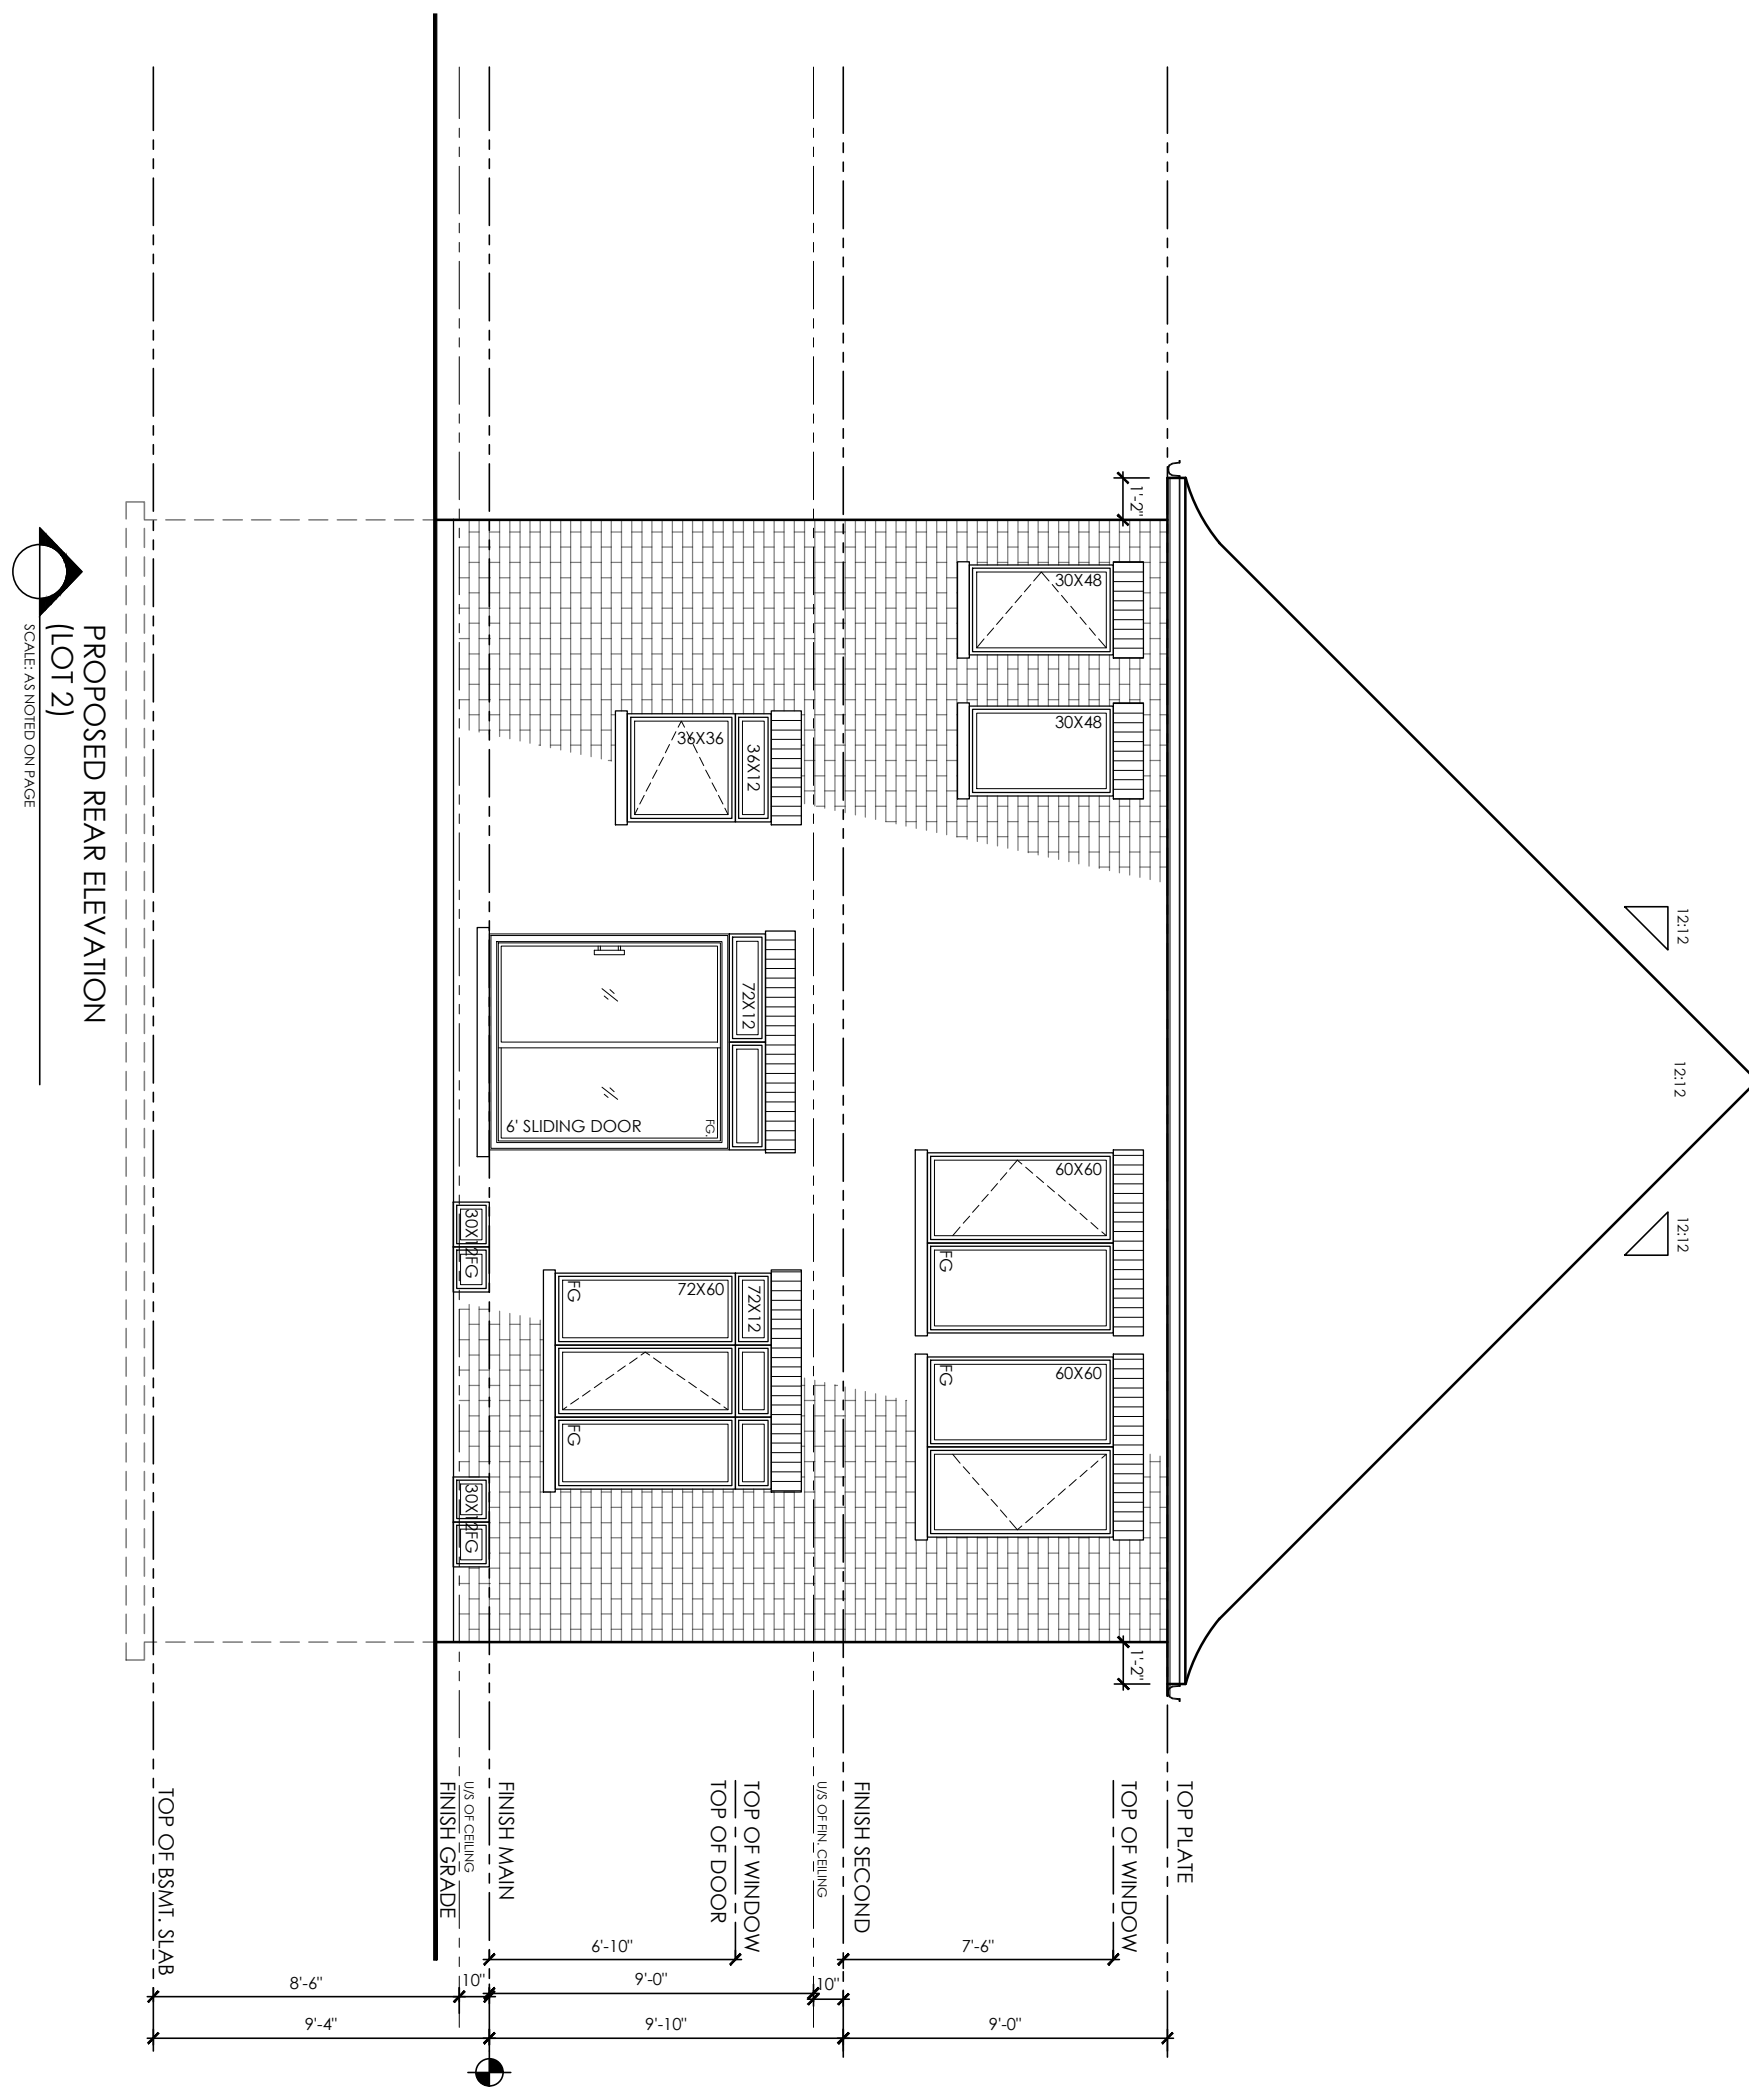 12:12
12:12
12:12
1'-2"
1'-2"
30X48
30X48
60X60
FG
60X60
FG
36X36
36X12
72X12
6' SLIDING DOOR
FG.
72X60
72X12
FG
FG
30X12FG
30X12FG
TOP PLATE
TOP OF WINDOW
FINISH SECOND
U/S OF FIN. CEILING
TOP OF WINDOW
TOP OF DOOR
FINISH MAIN
U/S OF CEILING
FINISH GRADE
TOP OF BSMT. SLAB
7'-6"
6'-10"
10"
9'-0"
10"
8'-6"
9'-0"
9'-10"
9'-4"
PROPOSED REAR ELEVATION
(LOT 2)
SCALE: AS NOTED ON PAGE